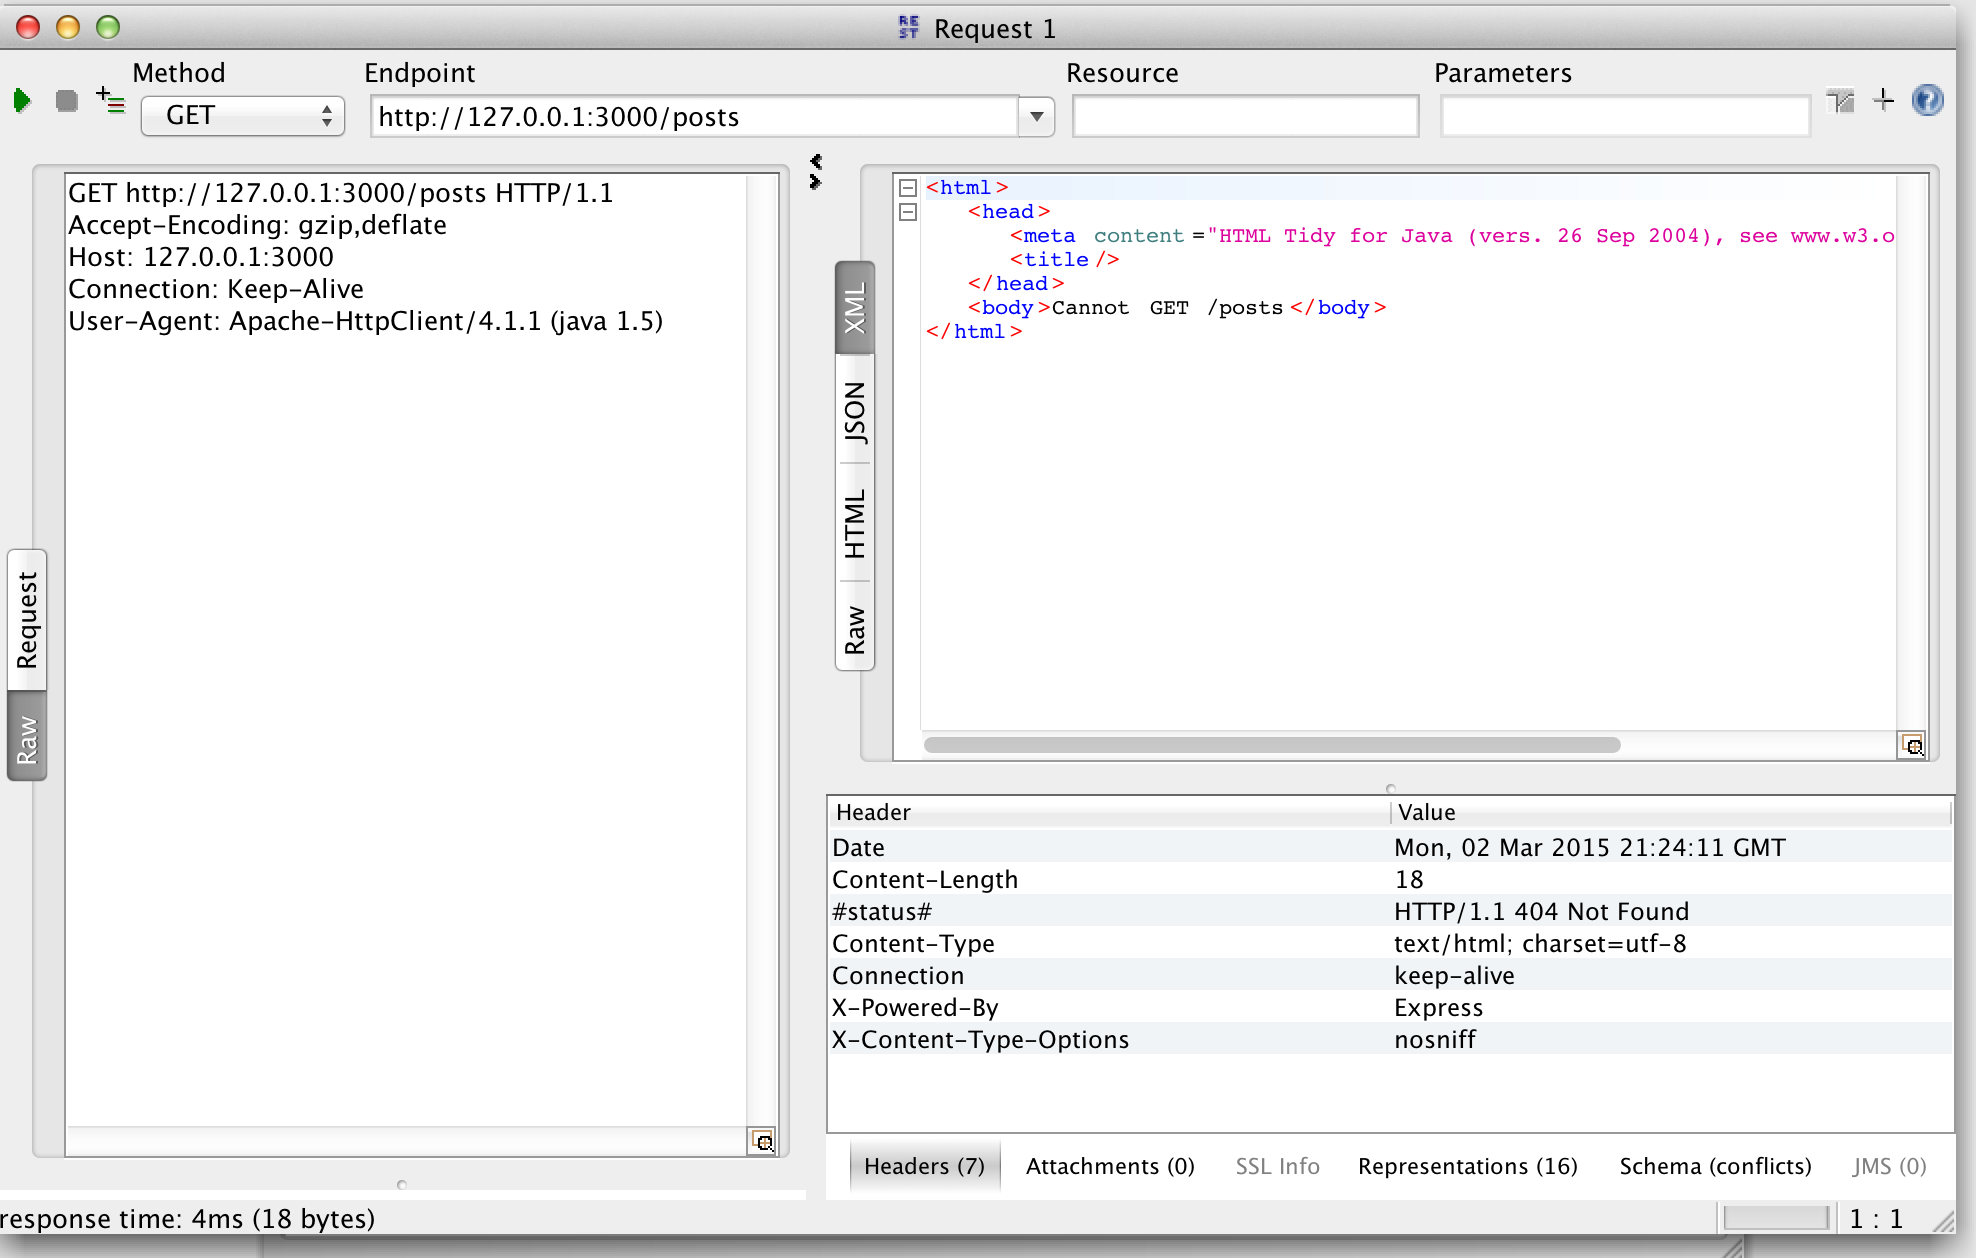 RE
ST
Request 1
Method
Endpoint
Resource
Parameters
GET
http://127.0.0.1:3000/posts
GET http://127.0.0.1:3000/posts HTTP/1.1
Accept-Encoding: gzip,deflate
Host: 127.0.0.1:3000
Connection: Keep-Alive
User-Agent: Apache-HttpClient/4.1.1 (java 1.5)
Request
Raw
XML
JSON
HTML
Raw
<html>
<head>
<meta content="HTML Tidy for Java (vers. 26 Sep 2004), see www.w3.o
<title/>
</head>
<body>Cannot GET /posts</body>
</html>
Header Value
Date Mon, 02 Mar 2015 21:24:11 GMT
Content-Length 18
#status# HTTP/1.1 404 Not Found
Content-Type text/html; charset=utf-8
Connection keep-alive
X-Powered-By Express
X-Content-Type-Options nosniff
Headers (7) Attachments (0) SSL Info Representations (16) Schema (conflicts) JMS (0)
response time: 4ms (18 bytes)
1 : 1